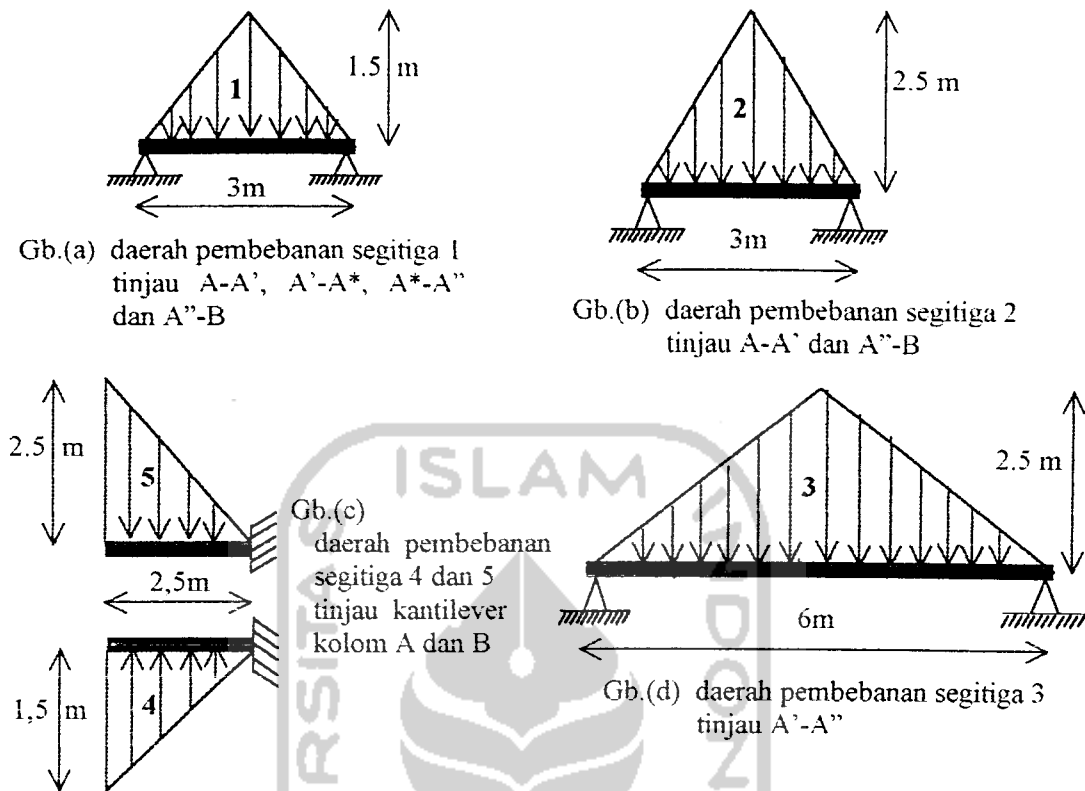 1.5 m
1
3m
Gb.(a) daerah pembebanan segitiga 1
tinjau A-A', A'-A*, A*-A"
dan A"-B
2.5 m
2
3m
Gb.(b) daerah pembebanan segitiga 2
tinjau A-A' dan A"-B
2.5 m
5
2,5m
1,5 m
4
Gb.(c)
daerah pembebanan
segitiga 4 dan 5
tinjau kantilever
kolom A dan B
2.5 m
3
6m
Gb.(d) daerah pembebanan segitiga 3
tinjau A'-A"
ISLAM